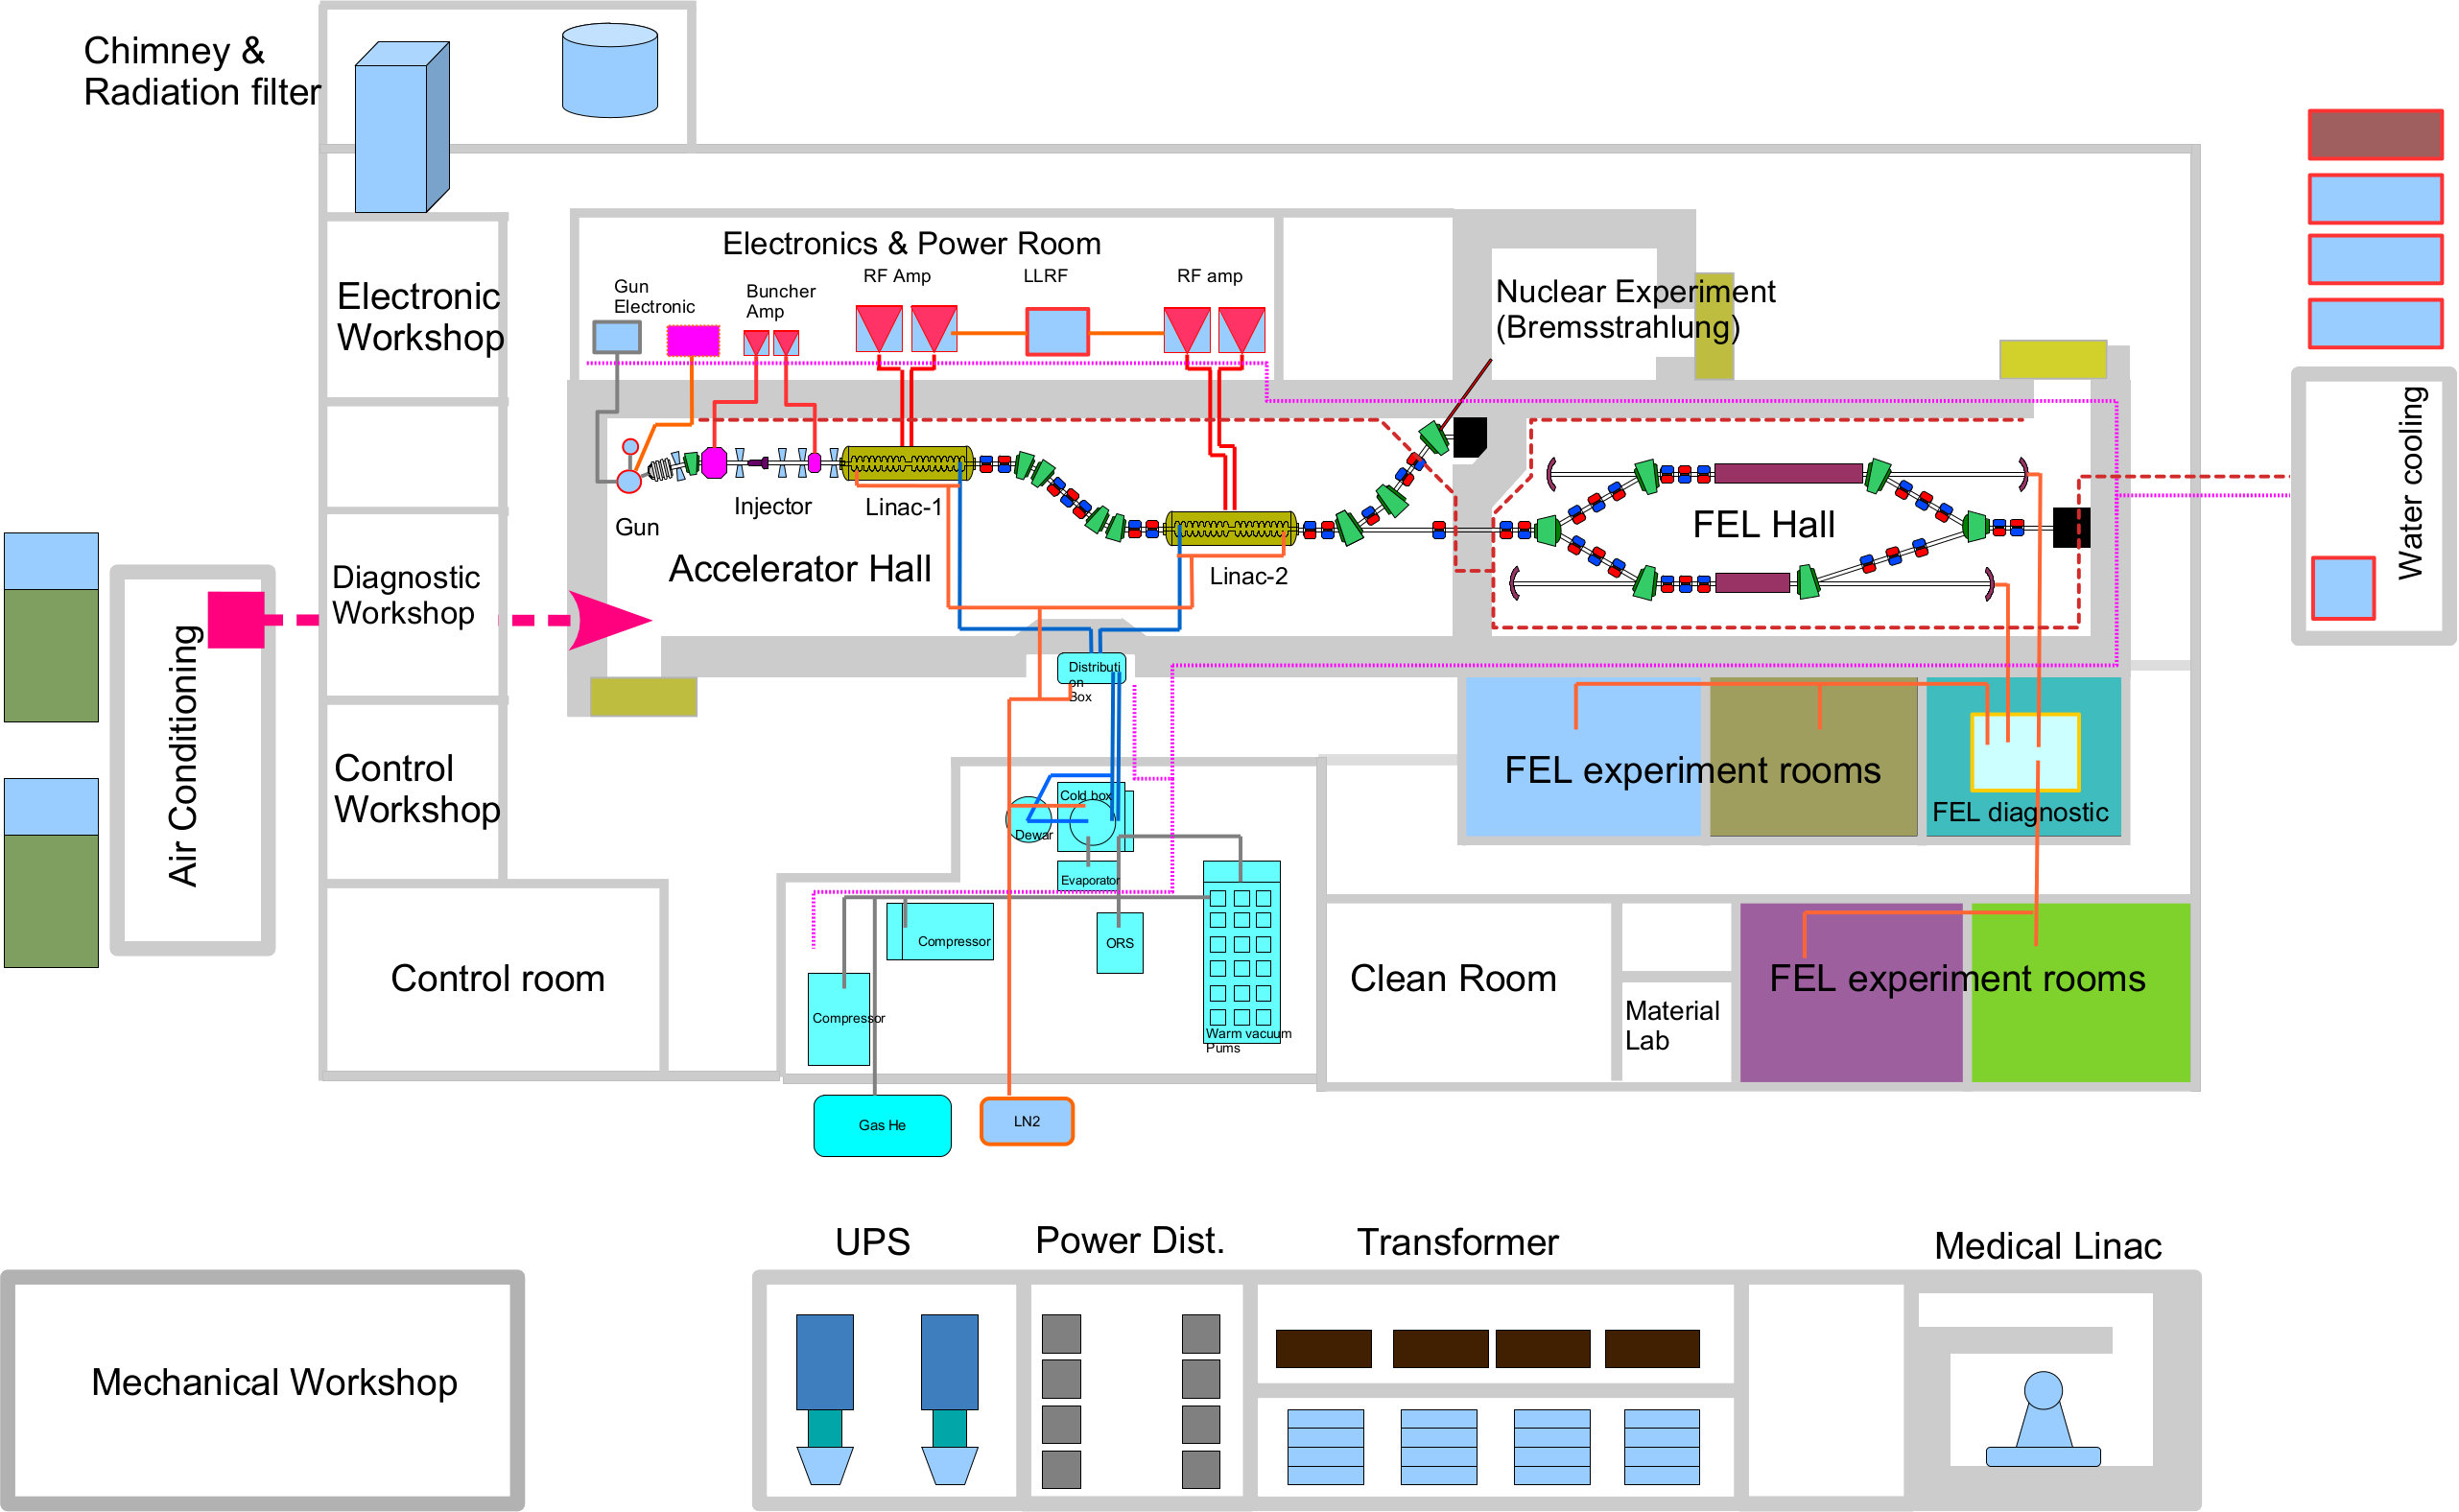 Chimney &
Radiation filter
Electronics & Power Room
Gun
Electronic
Buncher
Amp
RF Amp
LLRF
RF amp
Nuclear Experiment
(Bremsstrahlung)
Electronic
Workshop
Water cooling
Gun
Injector
Linac-1
Accelerator Hall
Linac-2
FEL Hall
Diagnostic
Workshop
Air Conditioning
Distributi
on
Box
Control
Workshop
Cold box
Dewar
Evaporator
FEL experiment rooms
FEL diagnostic
Compressor
ORS
Control room
Compressor
Warm vacuum
Pums
Clean Room
Material
Lab
FEL experiment rooms
Gas He
LN2
UPS
Power Dist.
Transformer
Medical Linac
Mechanical Workshop